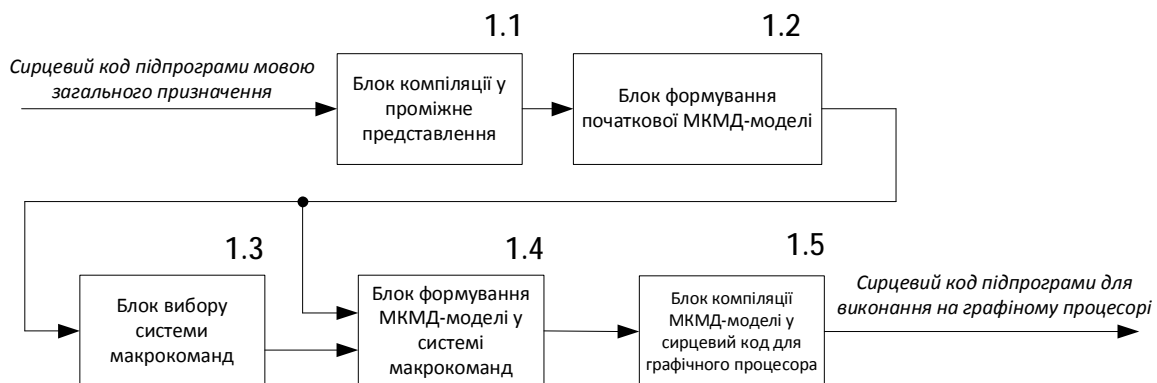 1.1
1.2
Сирцевий код підпрограми мовою
загального призначення
Блок компіляції у
проміжне
представлення
Блок формування
початкової МКМД-моделі
1.3
1.4
1.5
Блок вибору
системи
макрокоманд
Блок формування
МКМД-моделі у
системі
макрокоманд
Блок компіляції
МКМД-моделі у
сирцевий код для
графічного процесора
Сирцевий код підпрограми для
виконання на графіному процесорі